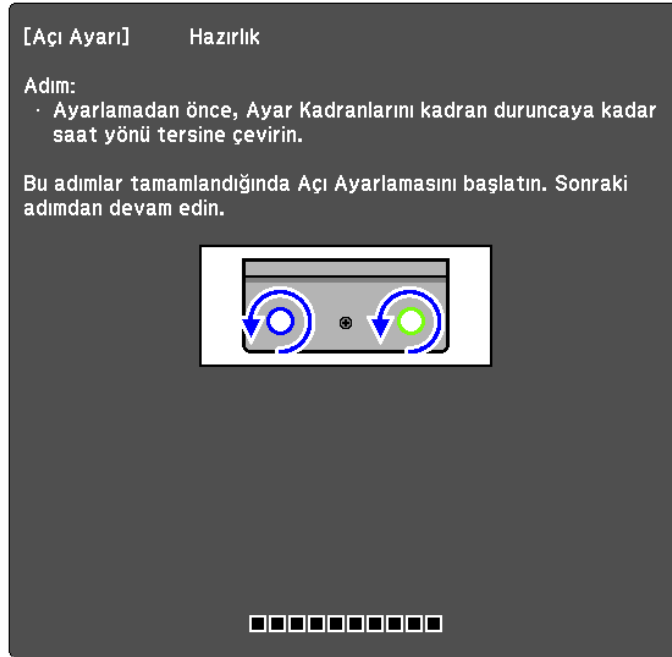 [Açı Ayarı] Hazırlık
Adım:
· Ayarlamadan önce, Ayar Kadranlarını kadran duruncaya kadar
saat yönü tersine çevirin.
Bu adımlar tamamlandığında Açı Ayarlamasını başlatın. Sonraki
adımdan devam edin.